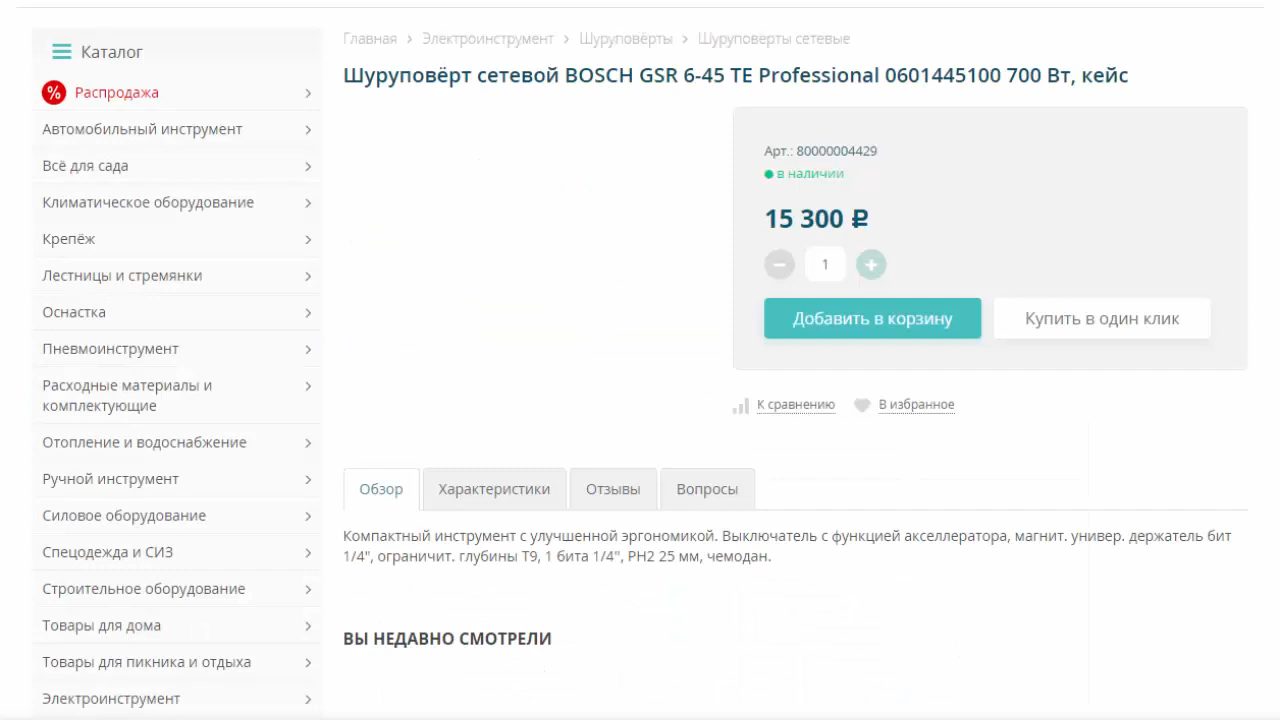 Каталог
% Распродажа
Автомобильный инструмент
Всё для сада
Климатическое оборудование
Крепёж
Лестницы и стремянки
Оснастка
Пневмоинструмент
Расходные материалы и
комплектующие
Отопление и водоснабжение
Ручной инструмент
Силовое оборудование
Спецодежда и СИЗ
Строительное оборудование
Товары для дома
Товары для пикника и отдыха
Электроинструмент
Главная > Электроинструмент > Шуруповёрты > Шуруповерты сетевые
Шуруповёрт сетевой BOSCH GSR 6-45 TE Professional 0601445100 700 Вт, кейс
Арт.: 80000004429
в наличии
15 300 ₽
− 1 +
Добавить в корзину Купить в один клик
К сравнению В избранное
Обзор Характеристики Отзывы Вопросы
Компактный инструмент с улучшенной эргономикой. Выключатель с функцией акселлератора, магнит. универ. держатель бит
1/4", ограничит. глубины T9, 1 бита 1/4", PH2 25 мм, чемодан.
ВЫ НЕДАВНО СМОТРЕЛИ